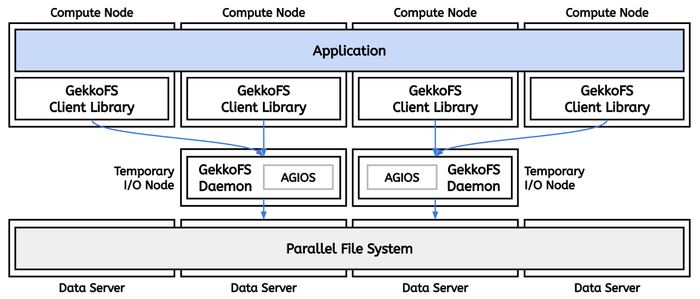 Compute Node Compute Node Compute Node Compute Node
Application
GekkoFS
Client Library
GekkoFS
Client Library
GekkoFS
Client Library
GekkoFS
Client Library
Temporary
I/O Node
GekkoFS
Daemon
AGIOS
AGIOS
GekkoFS
Daemon
Temporary
I/O Node
Parallel File System
Data Server Data Server Data Server Data Server